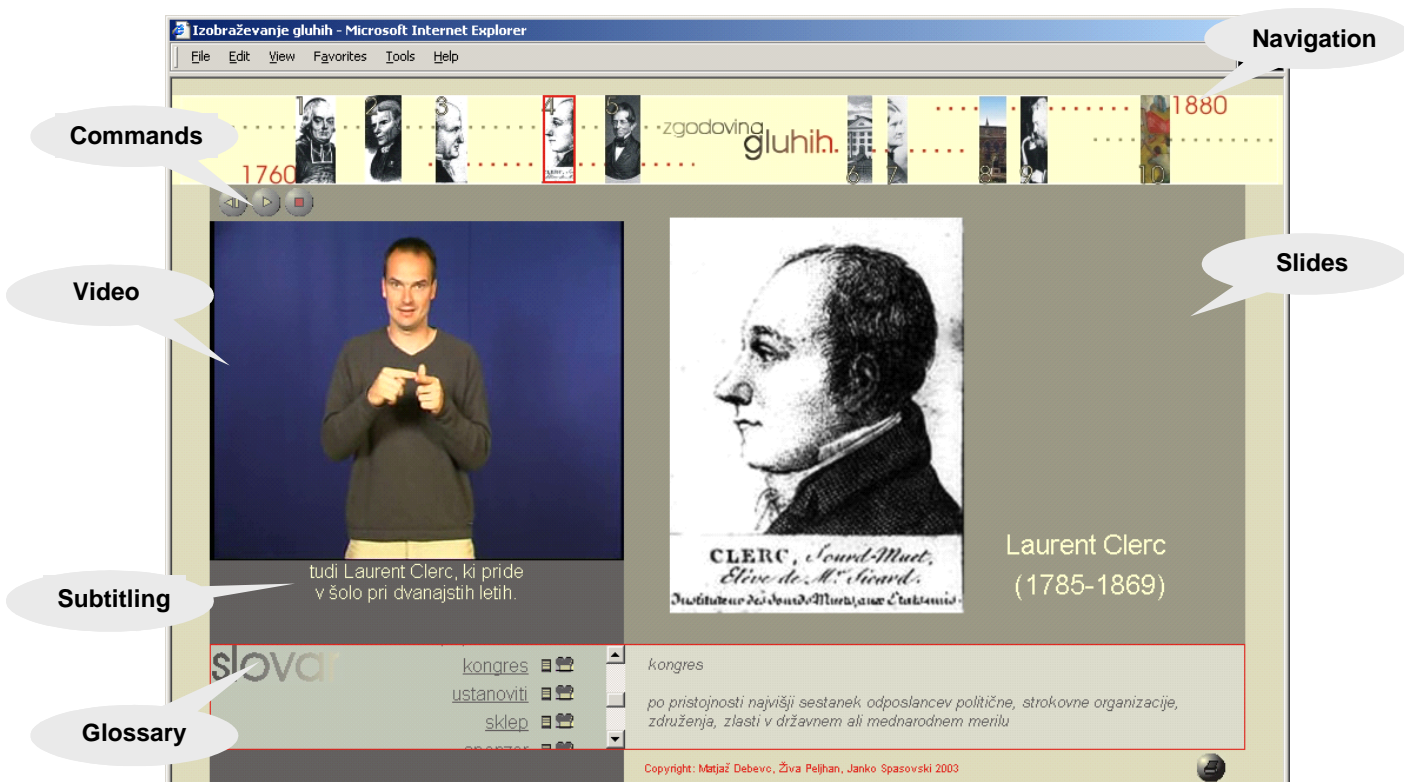 Izobraževanje gluhih - Microsoft Internet Explorer
Navigation
File Edit View Favorites Tools Help
1 2 3 4 5
1880
Commands
zgodovina
gluhih.
1760
6 7 8 9 10
Slides
Video
CLERC, Sourd-Muet,
Elève de Mr. Sicard.
Laurent Clerc
(1785-1869)
tudi Laurent Clerc, ki pride
v šolo pri dvanajstih letih.
Subtitling
slovar
kongres
ustanoviti
sklep
kongres
po pristojnosti najvišji sestanek odposlancev politične, strokovne organizacije,
združenja, zlasti v državnem ali mednarodnem merilu
Glossary
Copyright: Matjaž Debevc, Živa Peljhan, Janko Spasovski 2003